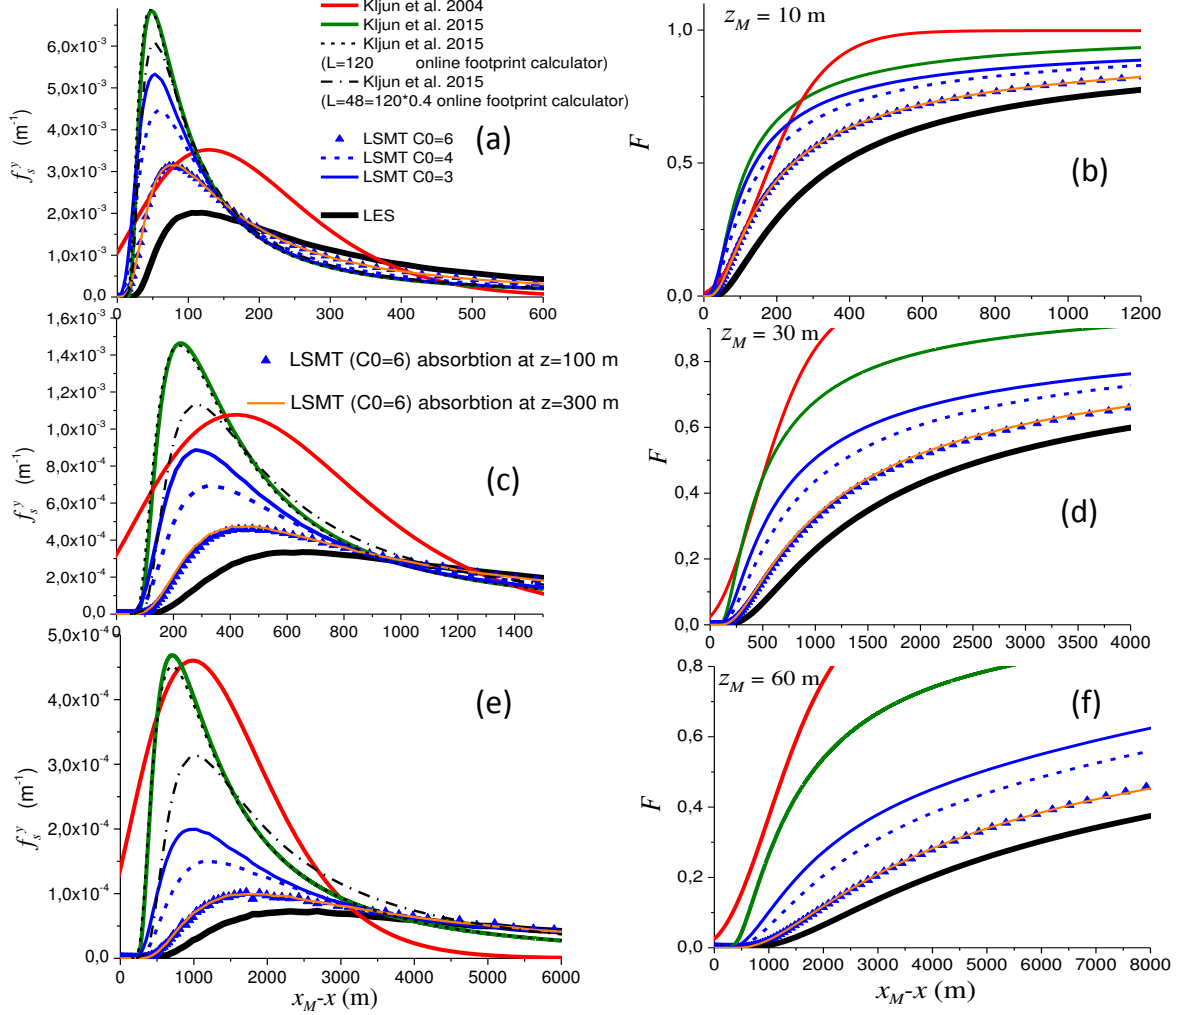 Kljun et al. 2004
Kljun et al. 2015
Kljun et al. 2015
(L=120 online footprint calculator)
Kljun et al. 2015
(L=48=120*0.4 online footprint calculator)
LSMT C0=6
LSMT C0=4
LSMT C0=3
LES
(a)
f_s^y (m⁻¹)
6,0x10⁻³
5,0x10⁻³
4,0x10⁻³
3,0x10⁻³
2,0x10⁻³
1,0x10⁻³
0,0
0 100 200 300 400 500 600
z_M = 10 m
(b)
F
1,0
0,5
0,0
0 200 400 600 800 1000 1200
LSMT (C0=6) absorbtion at z=100 m
LSMT (C0=6) absorbtion at z=300 m
(c)
f_s^y (m⁻¹)
1,6x10⁻³
1,4x10⁻³
1,2x10⁻³
1,0x10⁻³
8,0x10⁻⁴
6,0x10⁻⁴
4,0x10⁻⁴
2,0x10⁻⁴
0,0
0 200 400 600 800 1000 1200 1400
z_M = 30 m
(d)
F
0,8
0,6
0,4
0,2
0,0
0 500 1000 1500 2000 2500 3000 3500 4000
(e)
f_s^y (m⁻¹)
5,0x10⁻⁴
4,0x10⁻⁴
3,0x10⁻⁴
2,0x10⁻⁴
1,0x10⁻⁴
0,0
0 1000 2000 3000 4000 5000 6000
x_M-x (m)
z_M = 60 m
(f)
F
0,8
0,6
0,4
0,2
0,0
0 1000 2000 3000 4000 5000 6000 7000 8000
x_M-x (m)